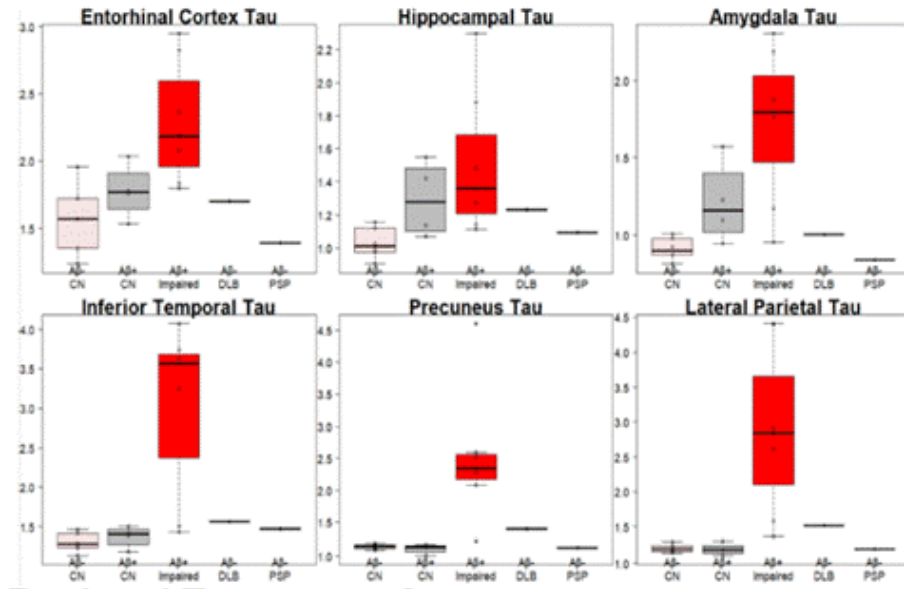 Entorhinal Cortex Tau
Hippocampal Tau
Amygdala Tau
3.0
2.5
2.0
1.5
2.2
2.0
1.8
1.6
1.4
1.2
1.0
2.0
1.5
1.0
Aβ- Aβ+ Aβ+ Aβ- Aβ-
CN CN Impaired DLB PSP
Aβ- Aβ+ Aβ+ Aβ- Aβ-
CN CN Impaired DLB PSP
Aβ- Aβ+ Aβ+ Aβ- Aβ-
CN CN Impaired DLB PSP
Inferior Temporal Tau
Precuneus Tau
Lateral Parietal Tau
4.0
3.5
3.0
2.5
2.0
1.5
4.5
4.0
3.5
3.0
2.5
2.0
1.5
1.0
4.5
4.0
3.5
3.0
2.5
2.0
1.5
1.0
Aβ- Aβ+ Aβ+ Aβ- Aβ-
CN CN Impaired DLB PSP
Aβ- Aβ+ Aβ+ Aβ- Aβ-
CN CN Impaired DLB PSP
Aβ- Aβ+ Aβ+ Aβ- Aβ-
CN CN Impaired DLB PSP